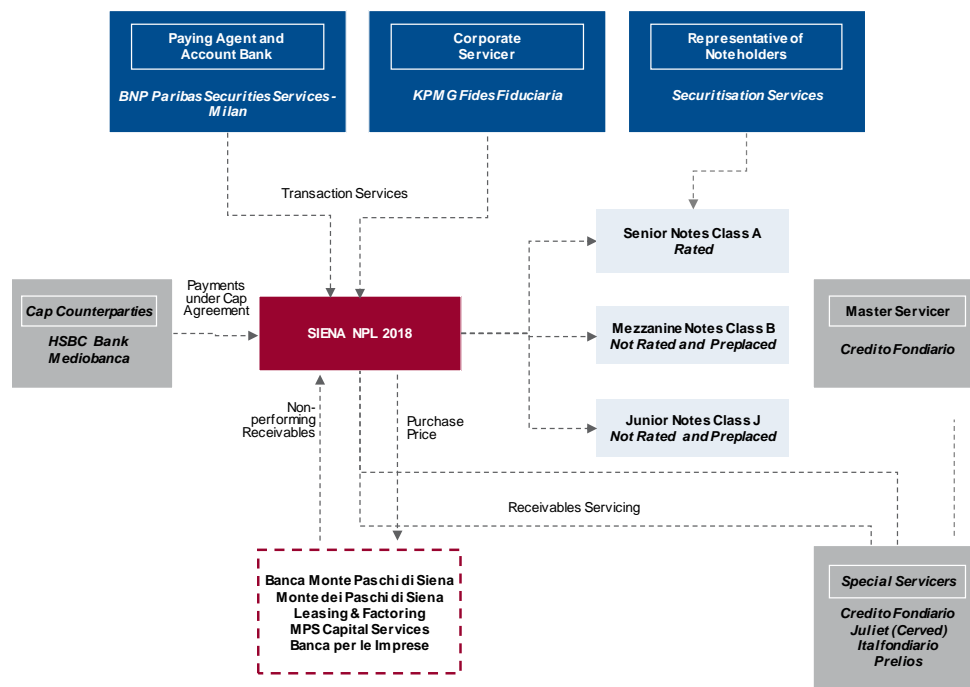 Paying Agent and
Account Bank
BNP Paribas Securities Services -
Milan
Corporate
Servicer
KPMG Fides Fiduciaria
Representative of
Noteholders
Securitisation Services
Transaction Services
Senior Notes Class A
Rated
Payments
under Cap
Agreement
Cap Counterparties
HSBC Bank
Mediobanca
SIENA NPL 2018
Mezzanine Notes Class B
Not Rated and Preplaced
Master Servicer
Credito Fondiario
Non-
performing
Receivables
Purchase
Price
Junior Notes Class J
Not Rated and Preplaced
Receivables Servicing
Banca Monte Paschi di Siena
Monte dei Paschi di Siena
Leasing & Factoring
MPS Capital Services
Banca per le Imprese
Special Servicers
Credito Fondiario
Juliet (Cerved)
Italfondiario
Prelios